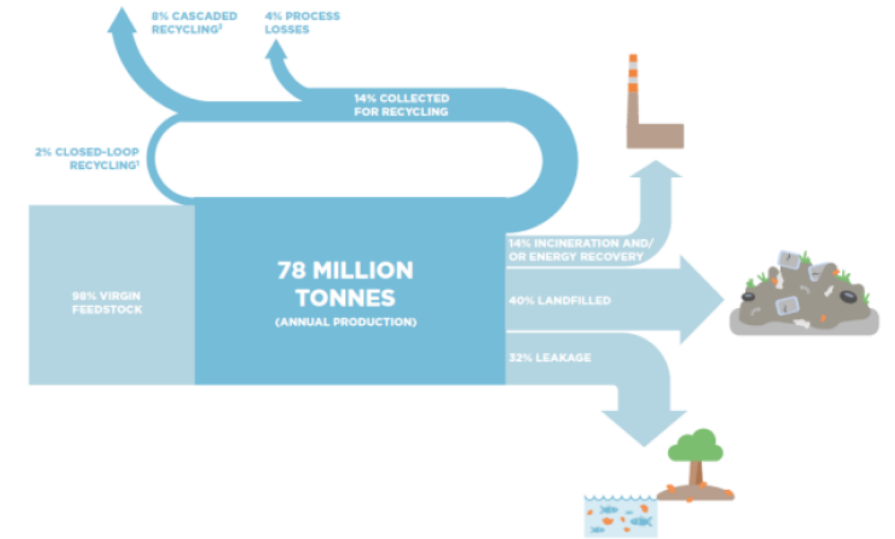 8% CASCADED
RECYCLING²
4% PROCESS
LOSSES
14% COLLECTED
FOR RECYCLING
2% CLOSED-LOOP
RECYCLING¹
98% VIRGIN
FEEDSTOCK
78 MILLION
TONNES
(ANNUAL PRODUCTION)
14% INCINERATION AND/
OR ENERGY RECOVERY
40% LANDFILLED
32% LEAKAGE